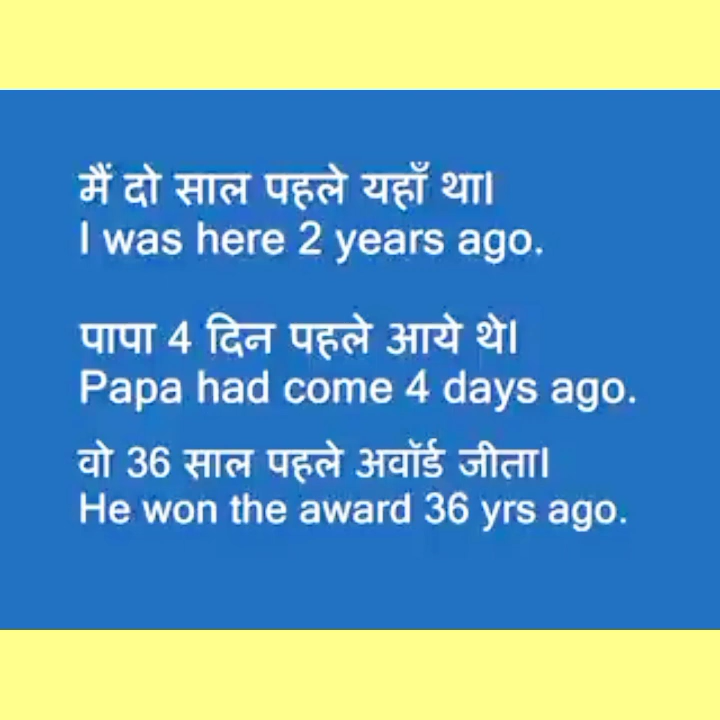 मैं दो साल पहले यहाँ था।
I was here 2 years ago.
पापा 4 दिन पहले आये थे।
Papa had come 4 days ago.
वो 36 साल पहले अवॉर्ड जीता।
He won the award 36 yrs ago.